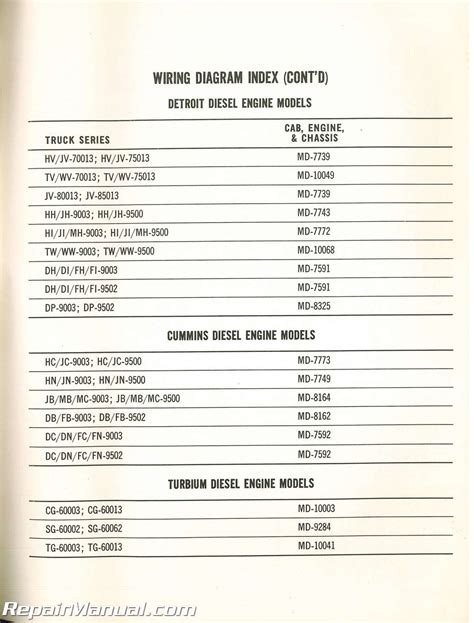 WIRING DIAGRAM INDEX (CONT'D)
DETROIT DIESEL ENGINE MODELS
TRUCK SERIES
CAB, ENGINE,
& CHASSIS
HV/JV-70013; HV/JV-75013 MD-7739
TV/WV-70013; TV/WV-75013 MD-10049
JV-80013; JV-85013 MD-7739
HH/JH-9003; HH/JH-9500 MD-7743
HI/JI/MH-9003; HI/JI/MH-9500 MD-7772
TW/WW-9003; TW/WW-9500 MD-10068
DH/DI/FH/FI-9003 MD-7591
DH/DI/FH/FI-9502 MD-7591
DP-9003; DP-9502 MD-8325
CUMMINS DIESEL ENGINE MODELS
HC/JC-9003; HC/JC-9500 MD-7773
HN/JN-9003; HN/JN-9500 MD-7749
JB/MB/MC-9003; JB/MB/MC-9500 MD-8164
DB/FB-9003; DB/FB-9502 MD-8162
DC/DN/FC/FN-9003 MD-7592
DC/DN/FC/FN-9502 MD-7592
TURBIUM DIESEL ENGINE MODELS
CG-60003; CG-60013 MD-10003
SG-60002; SG-60062 MD-9284
TG-60003; TG-60013 MD-10041
RepairManual.com